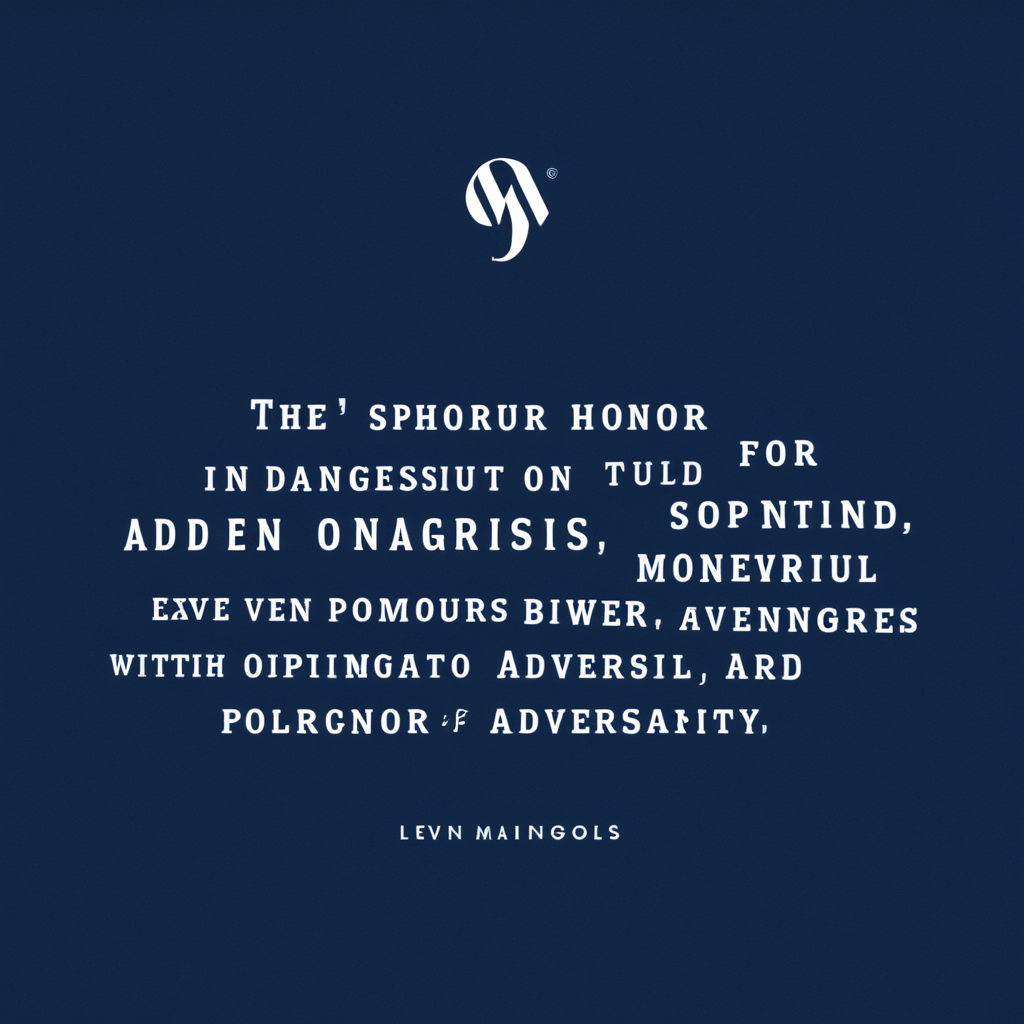 THE' SPHORUR HONOR
IN DANGESSIUT ON TULD FOR
ADDEN ONAGRISIS, SOPNTIND,
MONEVRIUL
EXVE VEN POMOURS BIWER, AVENNGRES
WITTIH OIPIINGATO ADVERSIL, ARD
POLRGNOR ADVERSAITY,
LEVN MAINGOLS